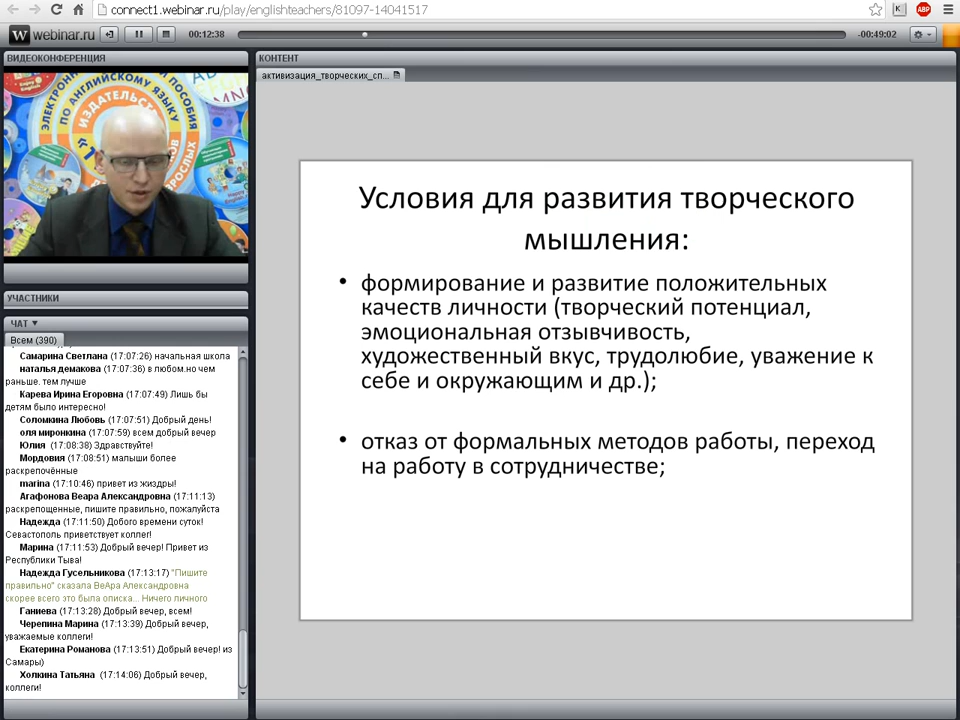 connect1.webinar.ru/play/englishteachers/81097-14041517
ABP
K
W webinar.ru
00:12:38
-00:49:02
ВИДЕОКОНФЕРЕНЦИЯ
КОНТЕНТ
активизация_творческих_сп...
ЭЛЕКТРОННЫЕ ПОСОБИЯ
ПО АНГЛИЙСКОМУ ЯЗЫКУ
ИЗДАТЕЛЬСТВО
УЧАСТНИКИ
ЧАТ
Всем (390)
Самарина Светлана (17:07:26) начальная школа
наталья демакова (17:07:36) в любом.но чем
раньше. тем лучше
Карева Ирина Егоровна (17:07:49) Лишь бы
детям было интересно!
Соломкина Любовь (17:07:51) Добрый день!
оля миронкина (17:07:59) всем добрый вечер
Юлия (17:08:38) Здравствуйте!
Мордовия (17:08:51) малыши более
раскрепочённые
marina (17:10:46) привет из жиздры!
Агафонова Веара Александровна (17:11:13)
раскрепощенные, пишите правильно, пожалуйста
Надежда (17:11:50) Добого времени суток!
Севастополь приветствует коллег!
Марина (17:11:53) Добрый вечер! Привет из
Республики Тыва!
Надежда Гусельникова (17:13:17) "Пишите
правильно" сказала ВеАра Александровна
скорее всего это была описка... Ничего личного
Ганиева (17:13:28) Добрый вечер, всем!
Черепина Марина (17:13:39) Добрый вечер,
уважаемые коллеги!
Екатерина Романова (17:13:51) Добрый вечер! из
Самары)
Холкина Татьяна (17:14:06) Добрый вечер,
коллеги!
Условия для развития творческого
мышления:
• формирование и развитие положительных
качеств личности (творческий потенциал,
эмоциональная отзывчивость,
художественный вкус, трудолюбие, уважение к
себе и окружающим и др.);
• отказ от формальных методов работы, переход
на работу в сотрудничестве;